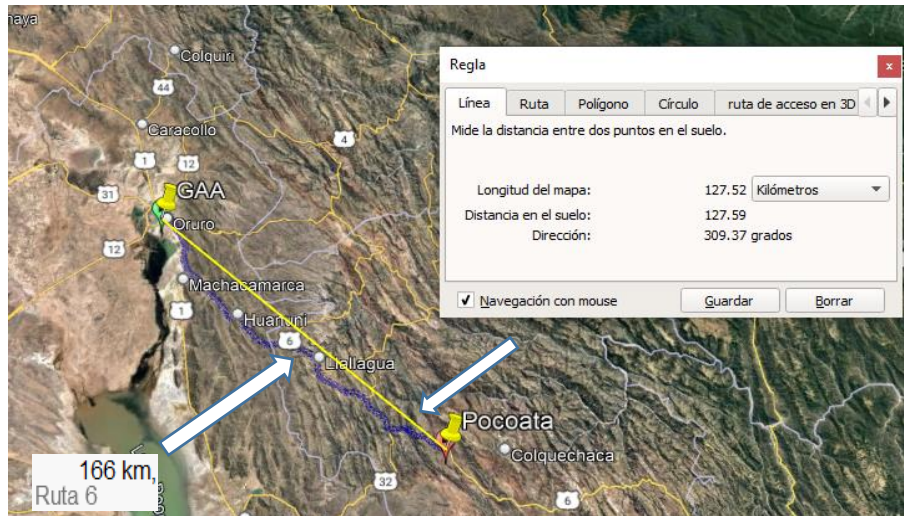 naya
Colquiri
44
Caracollo
4
1
12
31
GAA
Oruro
12
Machacamarca
1
Huanuni
6
Llallagua
Pocoata
Colquechaca
32
6
166 km,
Ruta 6
Regla
x
Línea
Ruta
Polígono
Círculo
ruta de acceso en 3D
Mide la distancia entre dos puntos en el suelo.
Longitud del mapa: 127.52 Kilómetros
Distancia en el suelo: 127.59
Dirección: 309.37 grados
Navegación con mouse
Guardar
Borrar